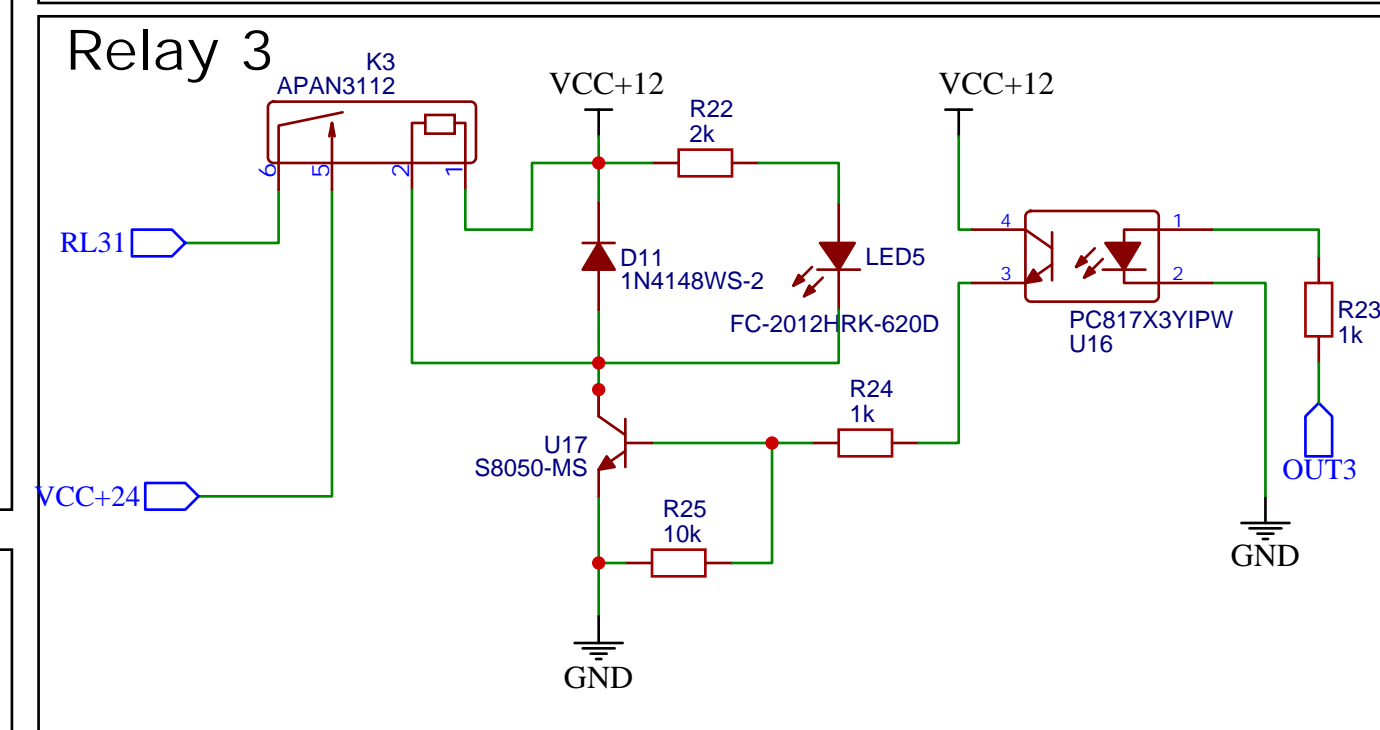 Relay 3
K3
APAN3112
6
5
2
1
RL31
VCC+24
VCC+12
R22
2k
D11
1N4148WS-2
LED5
FC-2012HRK-620D
U17
S8050-MS
R24
1k
R25
10k
GND
VCC+12
4
3
1
2
PC817X3YIPW
U16
R23
1k
OUT3
GND